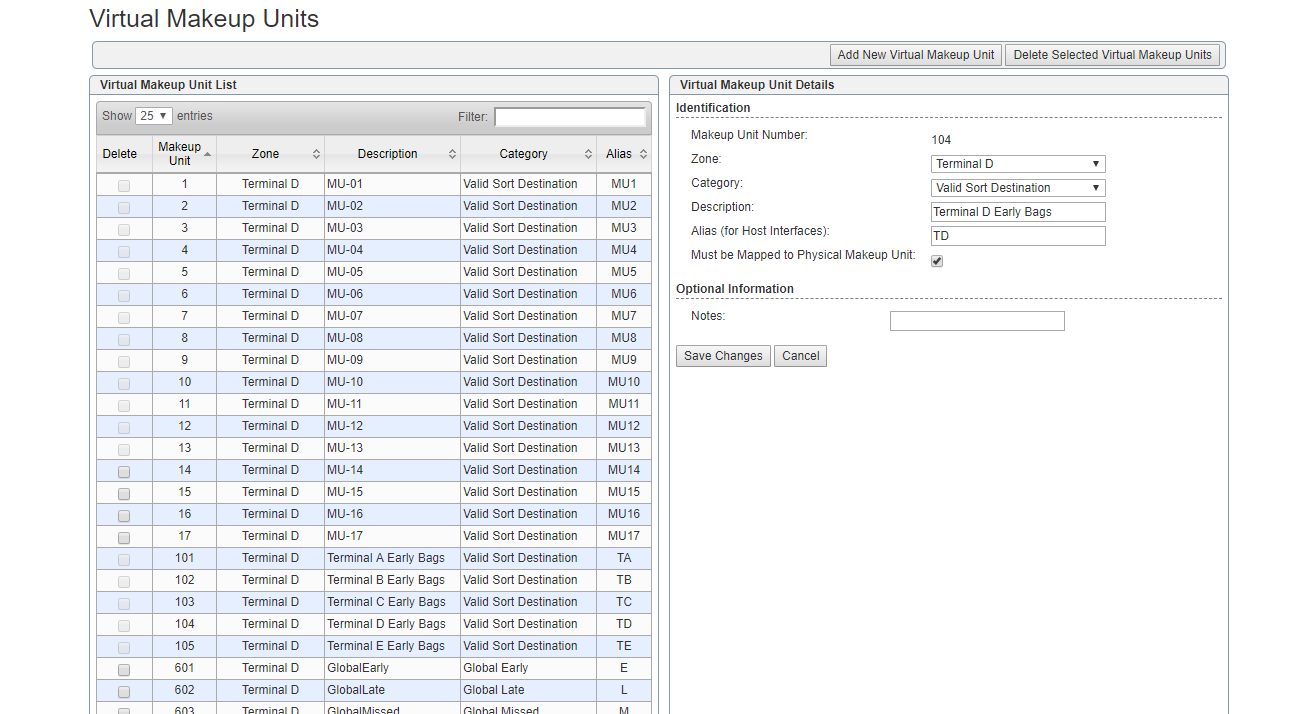 Virtual Makeup Units
Add New Virtual Makeup Unit Delete Selected Virtual Makeup Units
Virtual Makeup Unit List
Show 25 entries Filter:
Delete Makeup Unit Zone Description Category Alias
1 Terminal D MU-01 Valid Sort Destination MU1
2 Terminal D MU-02 Valid Sort Destination MU2
3 Terminal D MU-03 Valid Sort Destination MU3
4 Terminal D MU-04 Valid Sort Destination MU4
5 Terminal D MU-05 Valid Sort Destination MU5
6 Terminal D MU-06 Valid Sort Destination MU6
7 Terminal D MU-07 Valid Sort Destination MU7
8 Terminal D MU-08 Valid Sort Destination MU8
9 Terminal D MU-09 Valid Sort Destination MU9
10 Terminal D MU-10 Valid Sort Destination MU10
11 Terminal D MU-11 Valid Sort Destination MU11
12 Terminal D MU-12 Valid Sort Destination MU12
13 Terminal D MU-13 Valid Sort Destination MU13
14 Terminal D MU-14 Valid Sort Destination MU14
15 Terminal D MU-15 Valid Sort Destination MU15
16 Terminal D MU-16 Valid Sort Destination MU16
17 Terminal D MU-17 Valid Sort Destination MU17
101 Terminal D Terminal A Early Bags Valid Sort Destination TA
102 Terminal D Terminal B Early Bags Valid Sort Destination TB
103 Terminal D Terminal C Early Bags Valid Sort Destination TC
104 Terminal D Terminal D Early Bags Valid Sort Destination TD
105 Terminal D Terminal E Early Bags Valid Sort Destination TE
601 Terminal D GlobalEarly Global Early E
602 Terminal D GlobalLate Global Late L
603 Terminal D GlobalMissed Global Missed M
Virtual Makeup Unit Details
Identification
Makeup Unit Number: 104
Zone: Terminal D
Category: Valid Sort Destination
Description: Terminal D Early Bags
Alias (for Host Interfaces): TD
Must be Mapped to Physical Makeup Unit:
Optional Information
Notes:
Save Changes Cancel